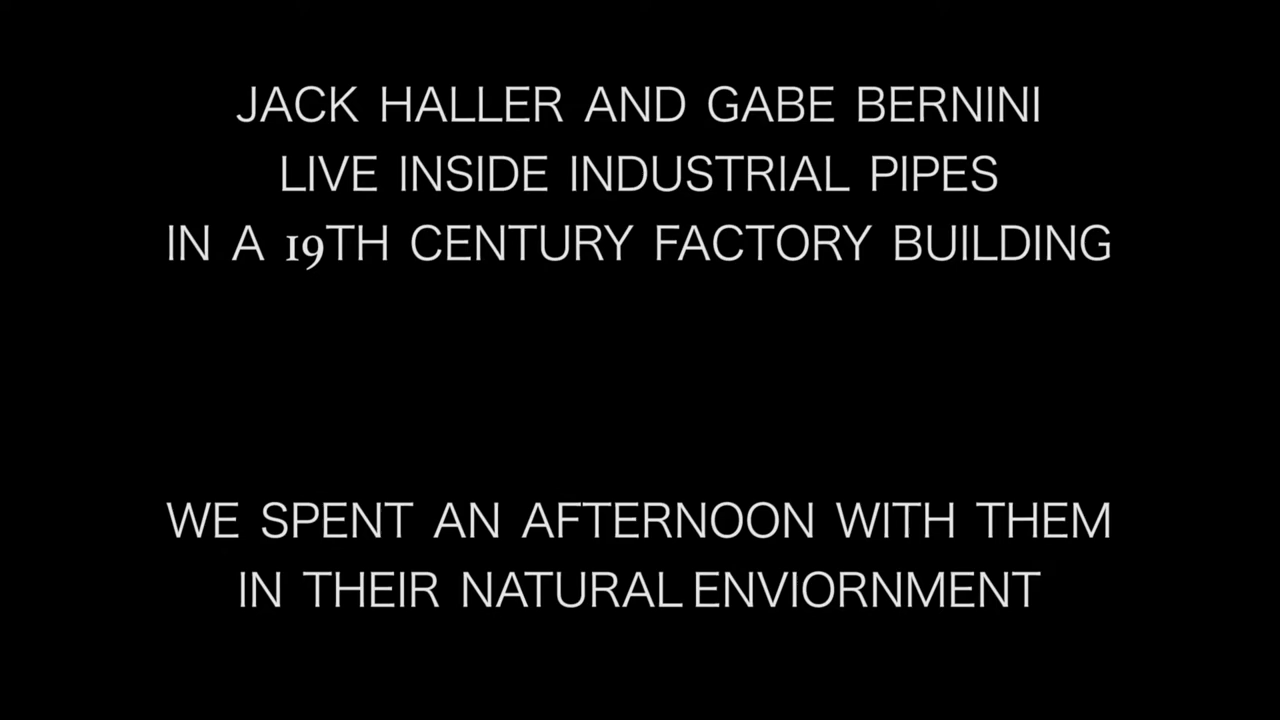 JACK HALLER AND GABE BERNINI
LIVE INSIDE INDUSTRIAL PIPES
IN A 19TH CENTURY FACTORY BUILDING
WE SPENT AN AFTERNOON WITH THEM
IN THEIR NATURAL ENVIORNMENT